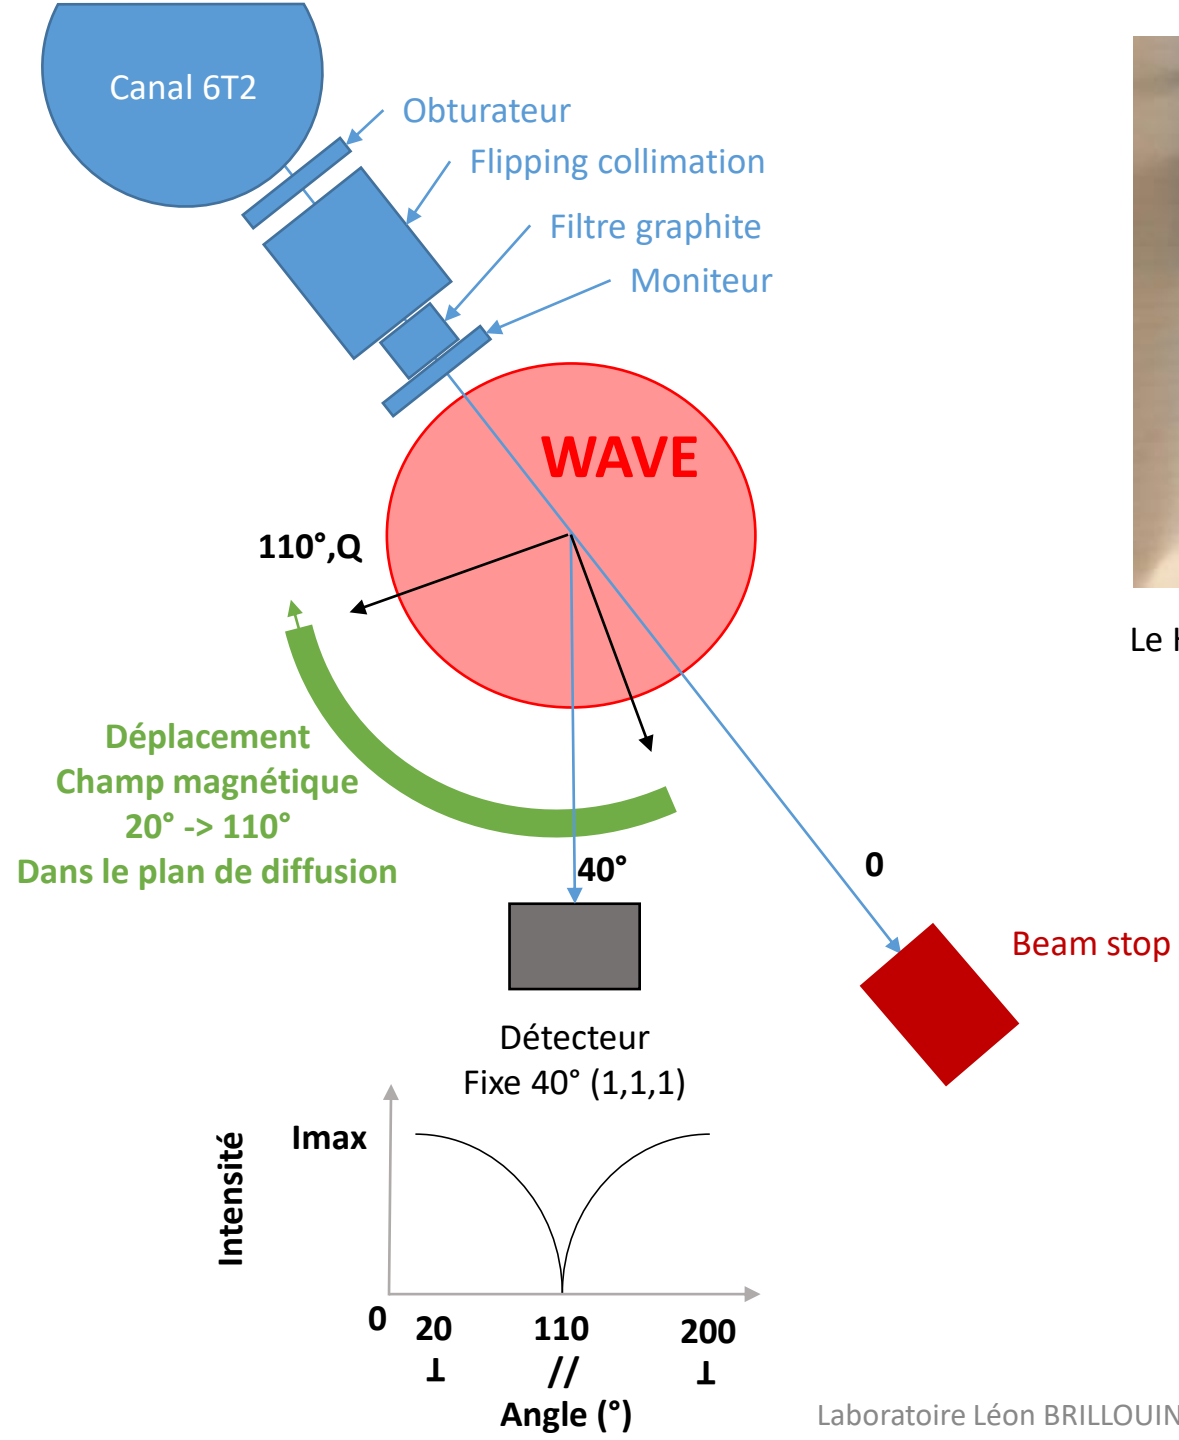 Canal 6T2
Obturateur
Flipping collimation
Filtre graphite
Moniteur
WAVE
110°,Q
Le
Déplacement
Champ magnétique
20° -> 110°
Dans le plan de diffusion
40°
0
Beam stop
Détecteur
Fixe 40° (1,1,1)
Intensité
Imax
0 20 110 200
⊥ // ⊥
Angle (°)
Laboratoire Léon BRILLOUIN